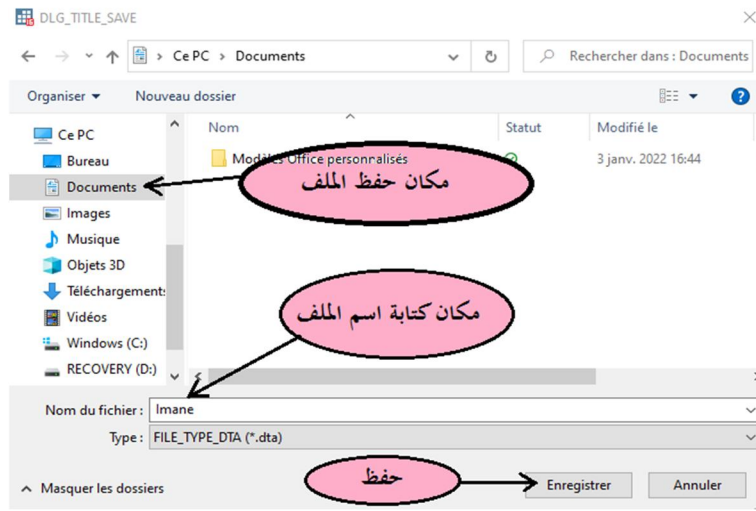 DLG_TITLE_SAVE
Ce PC > Documents
Rechercher dans : Documents
Organiser
Nouveau dossier
Nom
Statut
Modifié le
Ce PC
Bureau
Documents
Images
Musique
Objets 3D
Téléchargements
Vidéos
Windows (C:)
RECOVERY (D:)
Modèles Office personnalisés
3 janv. 2022 16:44
مكان حفظ الملف
مكان كتابة اسم الملف
Nom du fichier : Imane
Type : FILE_TYPE_DTA (*.dta)
Masquer les dossiers
حفظ
Enregistrer
Annuler